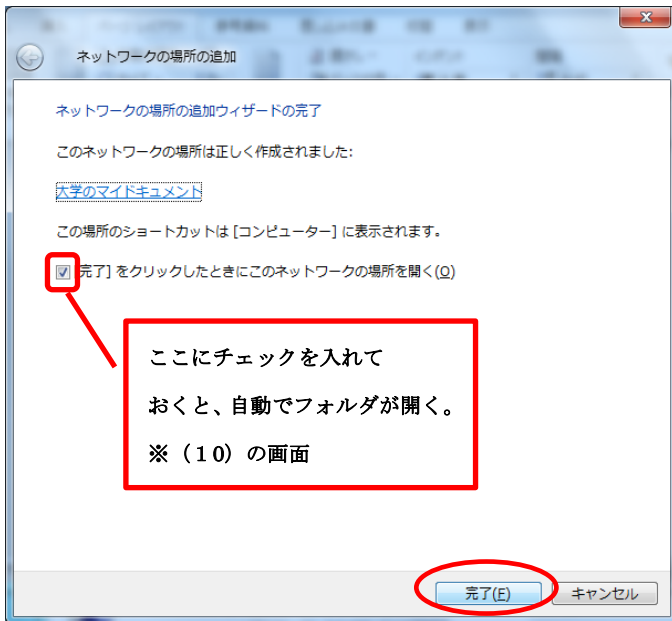 ネットワークの場所の追加
ネットワークの場所の追加ウィザードの完了
このネットワークの場所は正しく作成されました:
大学のマイドキュメント
この場所のショートカットは [コンピューター] に表示されます。
完了] をクリックしたときにこのネットワークの場所を開く(O)
ここにチェックを入れて
おくと、自動でフォルダが開く。
※（１０）の画面
完了(F)
キャンセル